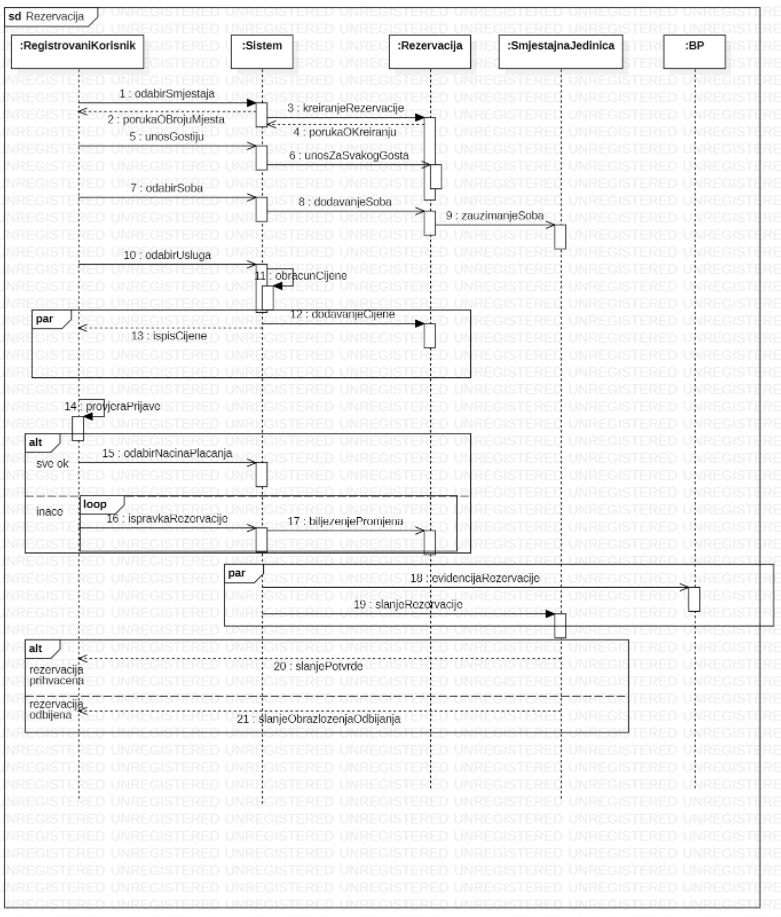 sd Rezervacija
:RegistrovaniKorisnik
:Sistem
:Rezervacija
:SmjestajnaJedinica
:BP
1 : odabirSmjestaja
3 : kreiranjeRezervacije
2 : porukaOBrojuMjesta
4 : porukaOKreiranju
5 : unosGostiju
6 : unosZaSvakogGosta
7 : odabirSoba
8 : dodavanjeSoba
9 : zauzimanjeSoba
10 : odabirUsluga
11 : obracunCijene
par
12 : dodavanjeCijene
13 : ispisCijene
14 : provjeraPrijave
alt
15 : odabirNacinaPlacanja
sve ok
loop
inace
16 : ispravkaRezervacije
17 : biljezenjePromjena
par
18 : evidencijaRezervacije
19 : slanjeRezervacije
alt
rezervacija
prihvacena
20 : slanjePotvrde
rezervacija
odbijena
21 : slanjeObrazlozenjaOdbijanja
UNREGISTERED